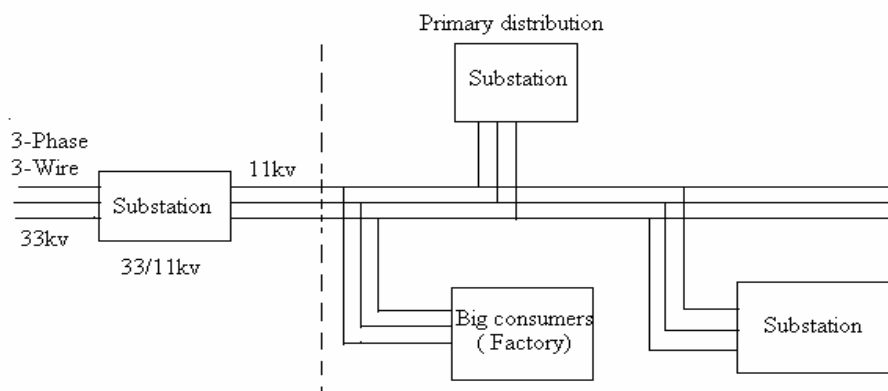 Primary distribution
Substation
3-Phase
3-Wire
11kv
Substation
33kv
33/11kv
Big consumers
( Factory)
Substation